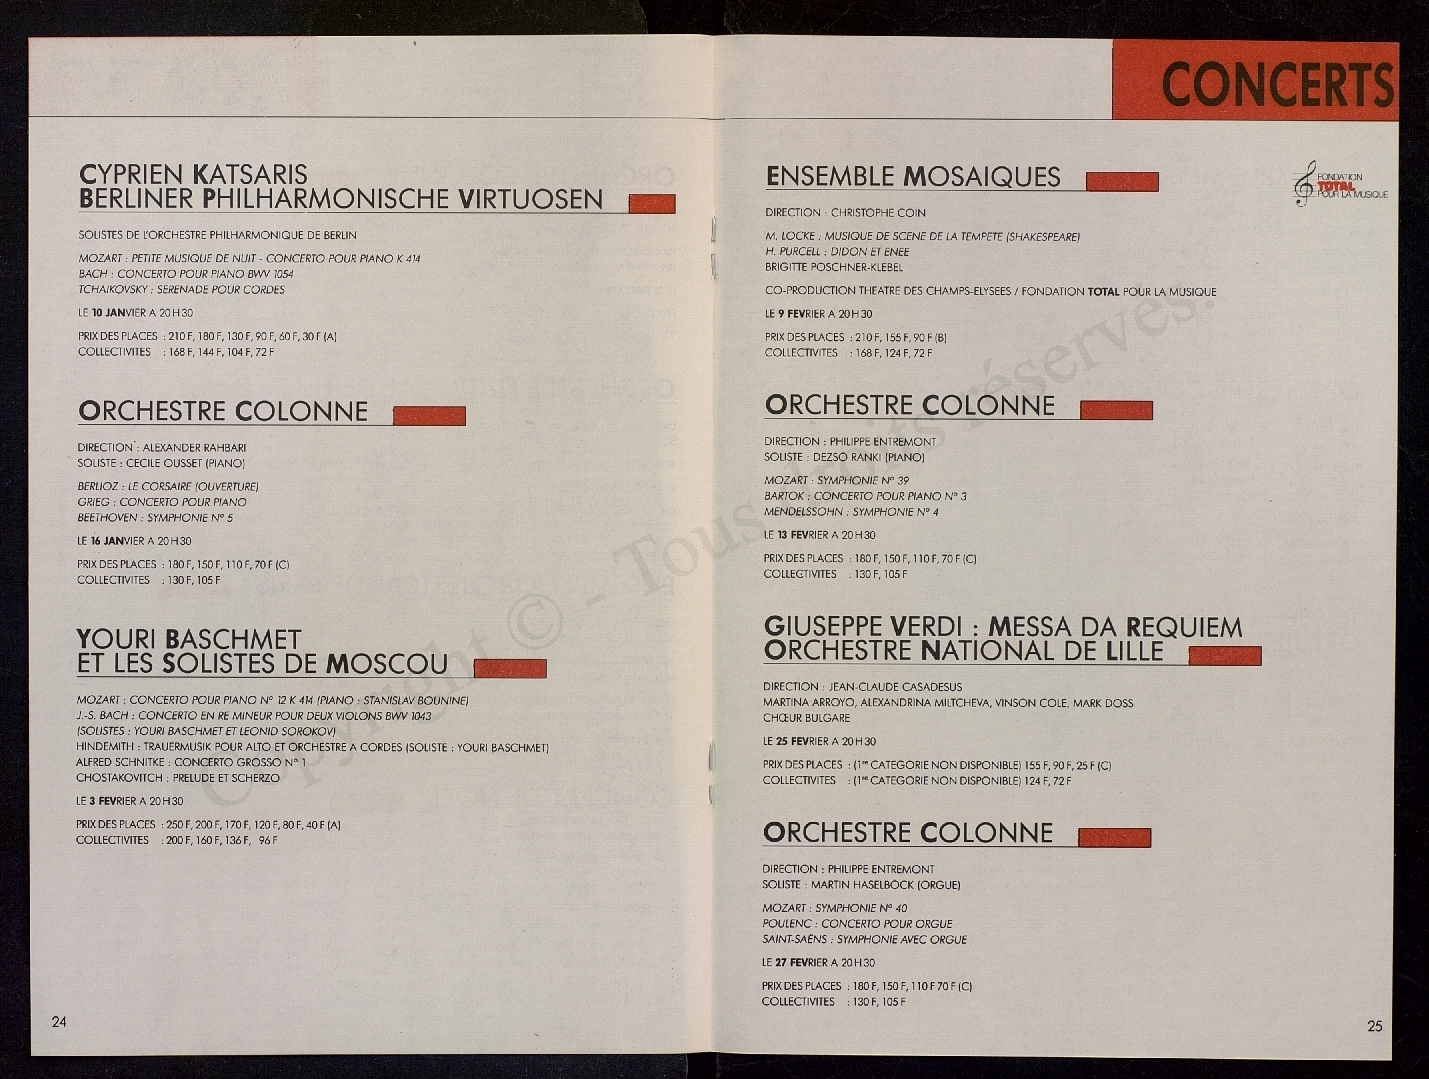 CONCERTS
CYPRIEN KATSARIS
BERLINER PHILHARMONISCHE VIRTUOSEN
SOLISTES DE L'ORCHESTRE PHILHARMONIQUE DE BERLIN
MOZART : PETITE MUSIQUE DE NUIT - CONCERTO POUR PIANO K 414
BACH : CONCERTO POUR PIANO BWV 1054
TCHAIKOVSKY : SERENADE POUR CORDES
LE 10 JANVIER A 20 H 30
PRIX DES PLACES : 210 F, 180 F, 130 F, 90 F, 60 F, 30 F (A)
COLLECTIVITES : 168 F, 144 F, 104 F, 72 F
ORCHESTRE COLONNE
DIRECTION : ALEXANDER RAHBARI
SOLISTE : CECILE OUSSET (PIANO)
BERLIOZ : LE CORSAIRE (OUVERTURE)
GRIEG : CONCERTO POUR PIANO
BEETHOVEN : SYMPHONIE N° 5
LE 16 JANVIER A 20 H 30
PRIX DES PLACES : 180 F, 150 F, 110 F, 70 F (C)
COLLECTIVITES : 130 F, 105 F
YOURI BASCHMET
ET LES SOLISTES DE MOSCOU
MOZART : CONCERTO POUR PIANO N° 12 K 414 (PIANO : STANISLAV BOUNINE)
J.-S. BACH : CONCERTO EN RE MINEUR POUR DEUX VIOLONS BWV 1043
(SOLISTES : YOURI BASCHMET ET LEONID SOROKOV)
HINDEMITH : TRAUERMUSIK POUR ALTO ET ORCHESTRE A CORDES (SOLISTE : YOURI BASCHMET)
ALFRED SCHNITKE : CONCERTO GROSSO N° 1
CHOSTAKOVITCH : PRELUDE ET SCHERZO
LE 3 FEVRIER A 20 H 30
PRIX DES PLACES : 250 F, 200 F, 170 F, 120 F, 80 F, 40 F (A)
COLLECTIVITES : 200 F, 160 F, 136 F, 96 F
24
ENSEMBLE MOSAIQUES
FONDATION
TOTAL
POUR LA MUSIQUE
DIRECTION : CHRISTOPHE COIN
M. LOCKE : MUSIQUE DE SCENE DE LA TEMPETE (SHAKESPEARE)
H. PURCELL : DIDON ET ENEE
BRIGITTE POSCHNER-KLEBEL
CO-PRODUCTION THEATRE DES CHAMPS-ELYSEES / FONDATION TOTAL POUR LA MUSIQUE
LE 9 FEVRIER A 20 H 30
PRIX DES PLACES : 210 F, 155 F, 90 F (B)
COLLECTIVITES : 168 F, 124 F, 72 F
ORCHESTRE COLONNE
DIRECTION : PHILIPPE ENTREMONT
SOLISTE : DEZSO RANKI (PIANO)
MOZART : SYMPHONIE N° 39
BARTOK : CONCERTO POUR PIANO N° 3
MENDELSSOHN : SYMPHONIE N° 4
LE 13 FEVRIER A 20 H 30
PRIX DES PLACES : 180 F, 150 F, 110 F, 70 F (C)
COLLECTIVITES : 130 F, 105 F
GIUSEPPE VERDI : MESSA DA REQUIEM
ORCHESTRE NATIONAL DE LILLE
DIRECTION : JEAN-CLAUDE CASADESUS
MARTINA ARROYO, ALEXANDRINA MILTCHEVA, VINSON COLE, MARK DOSS
CHŒUR BULGARE
LE 25 FEVRIER A 20 H 30
PRIX DES PLACES : (1re CATEGORIE NON DISPONIBLE) 155 F, 90 F, 25 F (C)
COLLECTIVITES : (1re CATEGORIE NON DISPONIBLE) 124 F, 72 F
ORCHESTRE COLONNE
DIRECTION : PHILIPPE ENTREMONT
SOLISTE : MARTIN HASELBÖCK (ORGUE)
MOZART : SYMPHONIE N° 40
POULENC : CONCERTO POUR ORGUE
SAINT-SAËNS : SYMPHONIE AVEC ORGUE
LE 27 FEVRIER A 20 H 30
PRIX DES PLACES : 180 F, 150 F, 110 F 70 F (C)
COLLECTIVITES : 130 F, 105 F
25
Copyright © - Tous droits réservés.